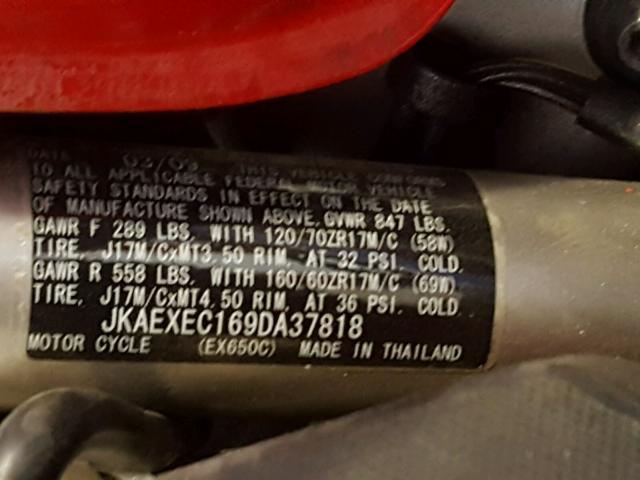 DATE 03/09 THIS VEHICLE CONFORMS
TO ALL APPLICABLE FEDERAL MOTOR VEHICLE
SAFETY STANDARDS IN EFFECT ON THE DATE
OF MANUFACTURE SHOWN ABOVE. GVWR 847 LBS.
GAWR F 289 LBS. WITH 120/70ZR17M/C (58W)
TIRE, J17M/CxMT3.50 RIM, AT 32 PSI. COLD.
GAWR R 558 LBS. WITH 160/60ZR17M/C (69W)
TIRE, J17M/CxMT4.50 RIM, AT 36 PSI. COLD
JKAEXEC169DA37818
MOTOR CYCLE (EX650C) MADE IN THAILAND